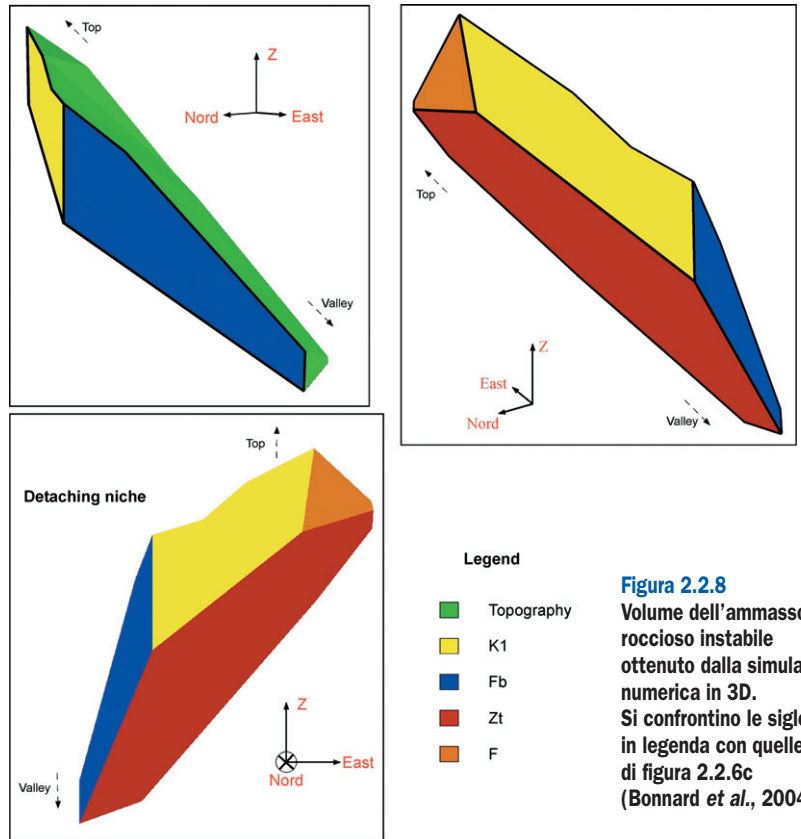 Top
Z
Nord
East
Valley
Top
Z
East
Nord
Valley
Top
Detaching niche
Z
East
Nord
Valley
Legend
Topography
K1
Fb
Zt
F
Figura 2.2.8
Volume dell'ammasso
roccioso instabile
ottenuto dalla simula
numerica in 3D.
Si confrontino le sigle
in legenda con quelle
di figura 2.2.6c
(Bonnard et al., 2004